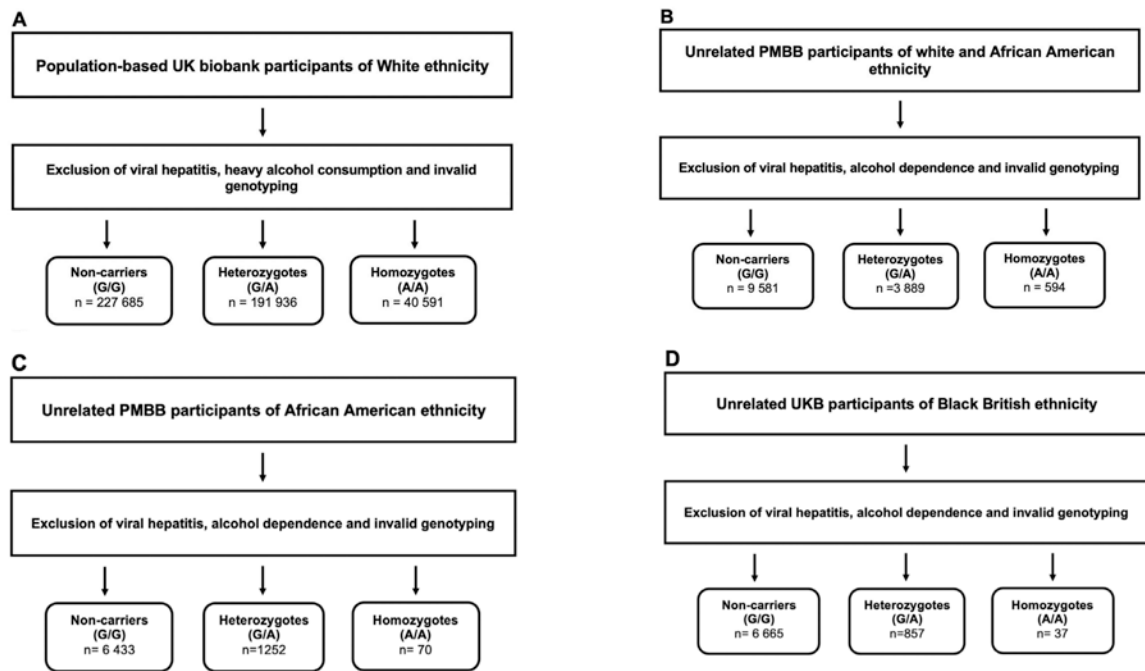 A
Population-based UK biobank participants of White ethnicity
Exclusion of viral hepatitis, heavy alcohol consumption and invalid
genotyping
Non-carriers
(G/G)
n = 227 685
Heterozygotes
(G/A)
n = 191 936
Homozygotes
(A/A)
n = 40 591
B
Unrelated PMBB participants of white and African American
ethnicity
Exclusion of viral hepatitis, alcohol dependence and invalid genotyping
Non-carriers
(G/G)
n = 9 581
Heterozygotes
(G/A)
n =3 889
Homozygotes
(A/A)
n = 594
C
Unrelated PMBB participants of African American ethnicity
Exclusion of viral hepatitis, alcohol dependence and invalid genotyping
Non-carriers
(G/G)
n= 6 433
Heterozygotes
(G/A)
n=1252
Homozygotes
(A/A)
n= 70
D
Unrelated UKB participants of Black British ethnicity
Exclusion of viral hepatitis, alcohol dependence and invalid genotyping
Non-carriers
(G/G)
n= 6 665
Heterozygotes
(G/A)
n=857
Homozygotes
(A/A)
n= 37